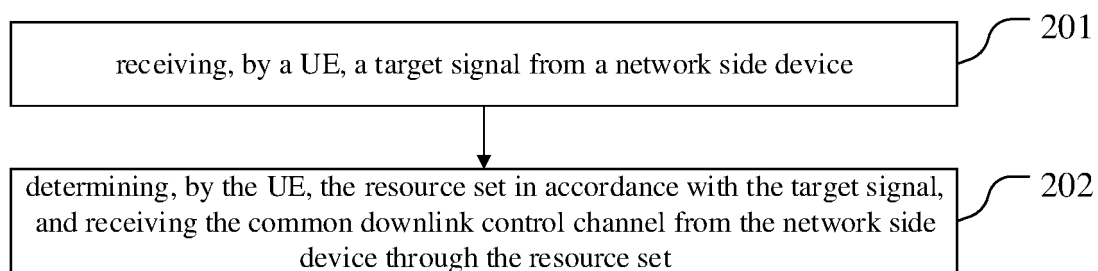 receiving, by a UE, a target signal from a network side device
201
determining, by the UE, the resource set in accordance with the target signal,
and receiving the common downlink control channel from the network side
device through the resource set
202